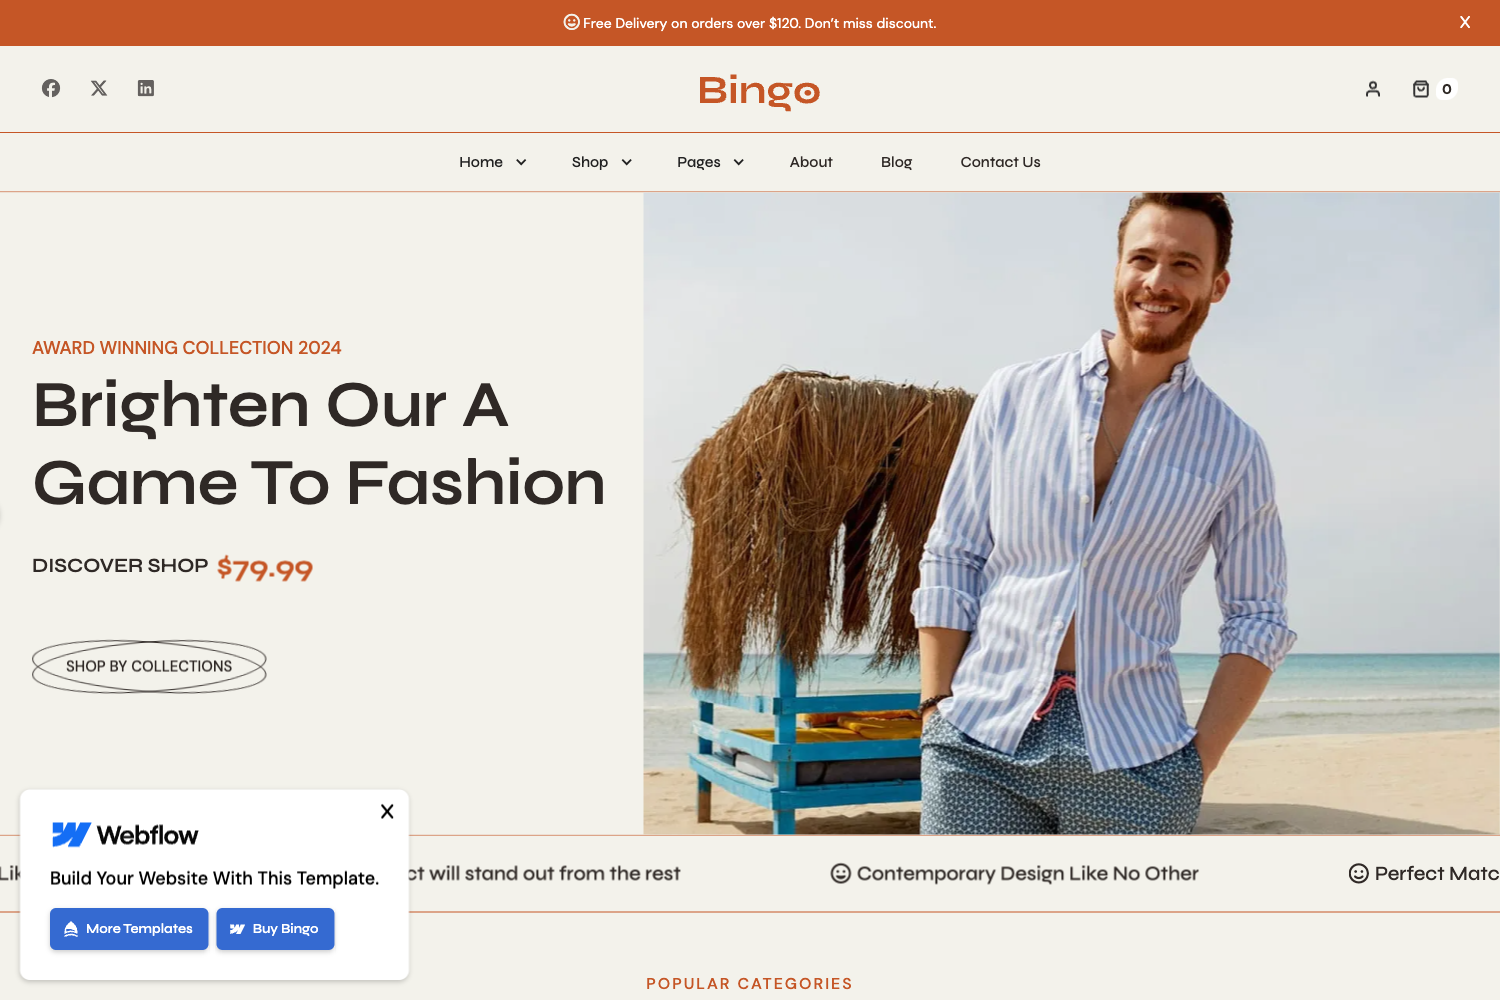 Free Delivery on orders over $120. Don't miss discount.
X
Bingo
0
Home
Shop
Pages
About
Blog
Contact Us
AWARD WINNING COLLECTION 2024
Brighten Our A
Game To Fashion
DISCOVER SHOP $79.99
SHOP BY COLLECTIONS
will stand out from the rest
Contemporary Design Like No Other
Perfect
X
Webflow
Build Your Website With This Template.
More Templates
Buy Bingo
POPULAR CATEGORIES